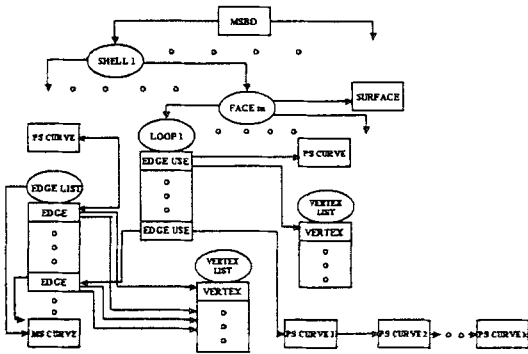 MSBO
SHELL 1
FACE m
SURFACE
PS CURVE
LOOP 1
EDGE USE
PS CURVE
EDGE LIST
EDGE
VERTEX
LIST
VERTEX
EDGE USE
VERTEX
LIST
VERTEX
EDGE
MS CURVE
PS CURVE 1
PS CURVE 2
PS CURVE k